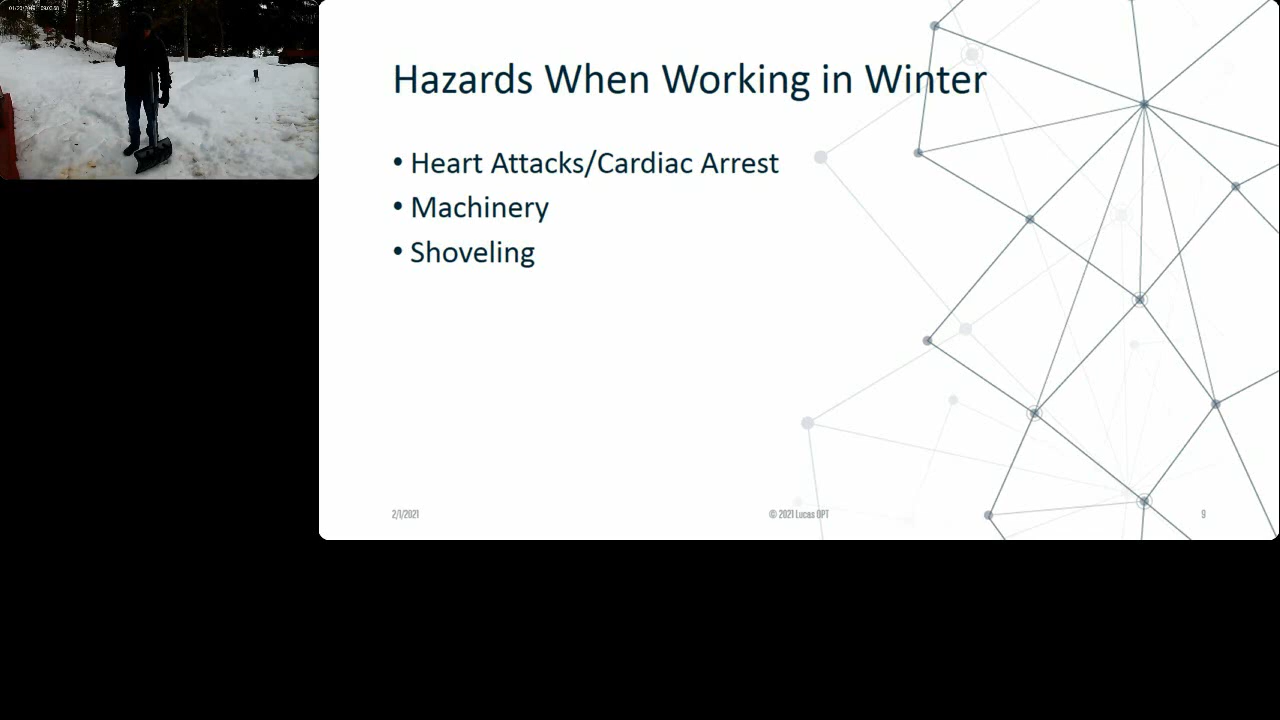 Hazards When Working in Winter
• Heart Attacks/Cardiac Arrest
• Machinery
• Shoveling
2/1/2021
© 2021 Lucas OPT
9